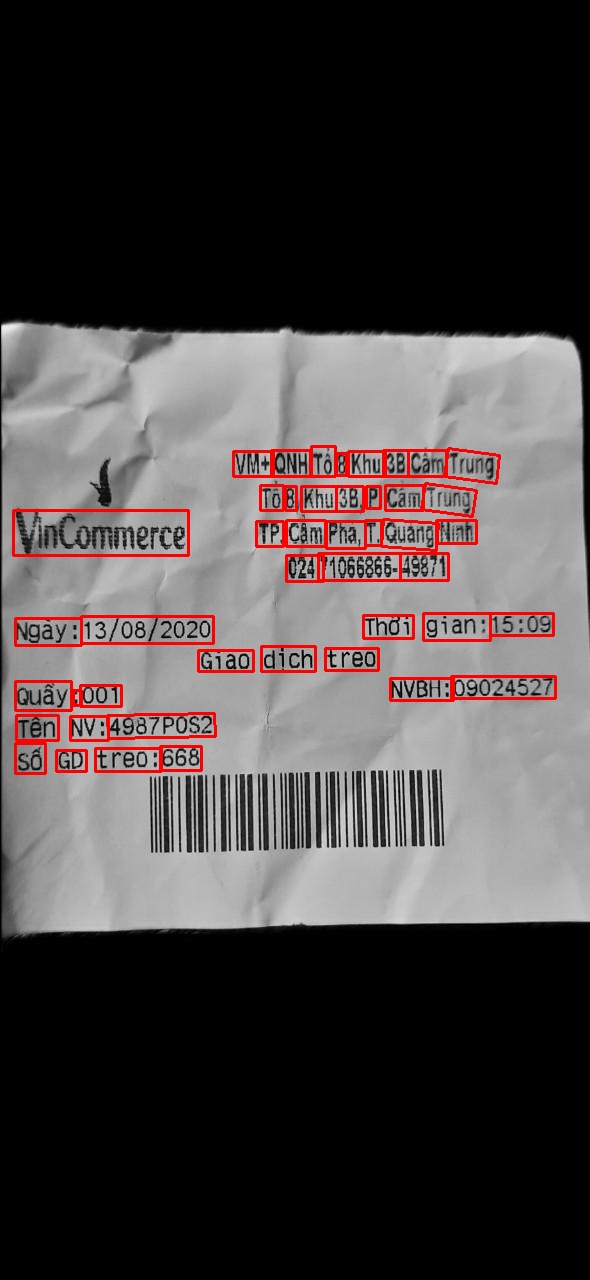 VM+ QNH Tổ 8 Khu 3B Cẩm Trung
Tổ 8, Khu 3B, P. Cẩm Trung
VinCommerce
TP. Cẩm Phả, T. Quảng Ninh
024 71066866-49871
Ngày:13/08/2020 Thời gian:15:09
Giao dịch treo
Quầy:001 NVBH:09024527
Tên NV:4987POS2
Số GD treo:668